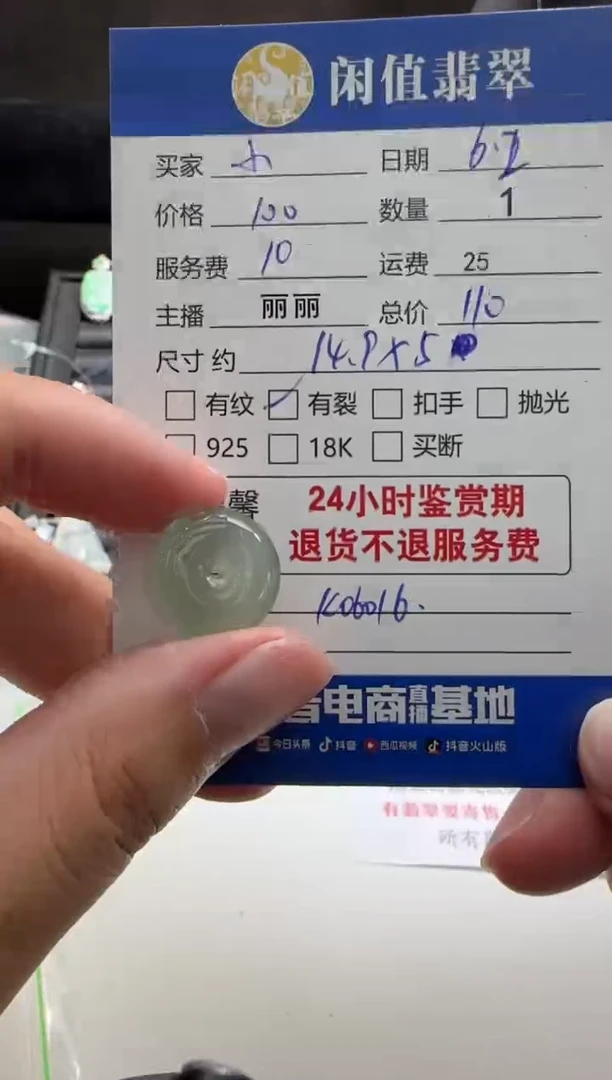 闲值翡翠
买家 小 日期 6.2
价格 100 数量 1
服务费 10 运费 25
主播 丽丽 总价 110
尺寸 约 14.9×5
有纹 有裂 扣手 抛光
925 18K 买断
馨 24小时鉴赏期
退货不退服务费
K06016.
电商直播基地
今日头条 抖音 西瓜视频 抖音火山版
所有